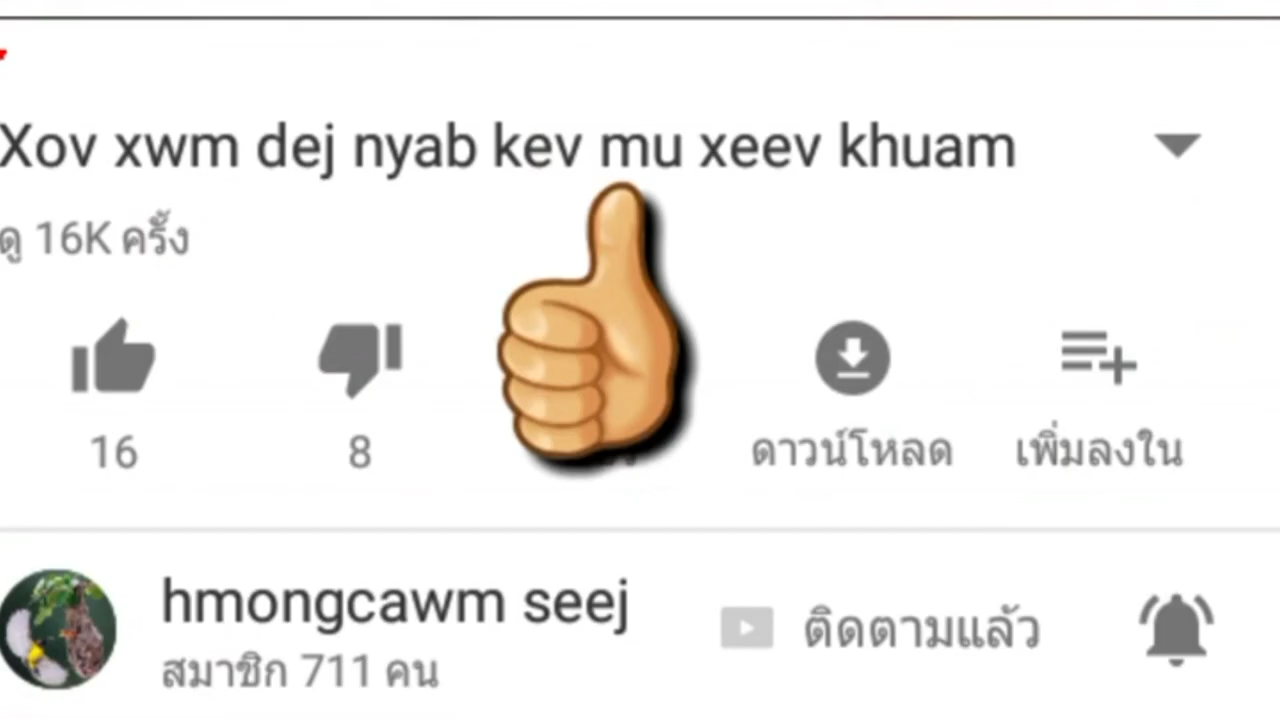 Xov xwm dej nyab kev mu xeev khuam
ดู 16K ครั้ง
16 8 ดาวน์โหลด เพิ่มลงใน
hmongcawm seej
ติดตามแล้ว
สมาชิก 711 คน